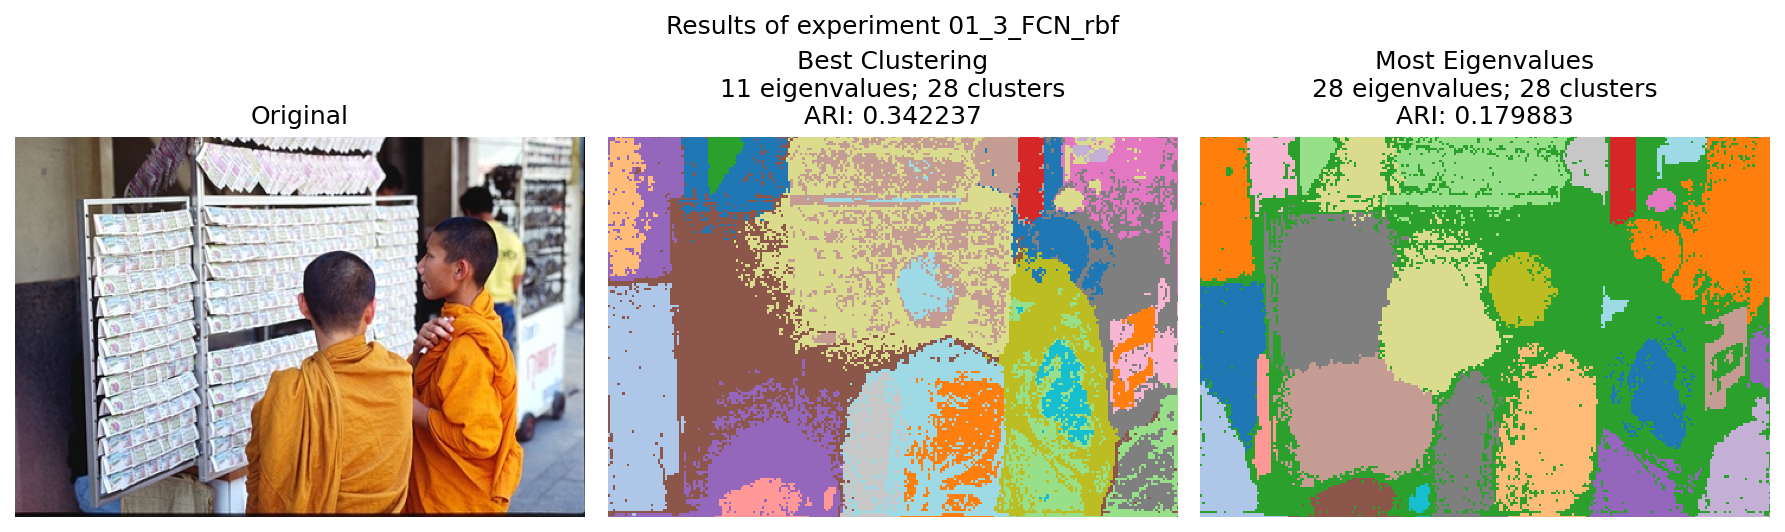 Results of experiment 01_3_FCN_rbf
Original
Best Clustering
11 eigenvalues; 28 clusters
ARI: 0.342237
Most Eigenvalues
28 eigenvalues; 28 clusters
ARI: 0.179883